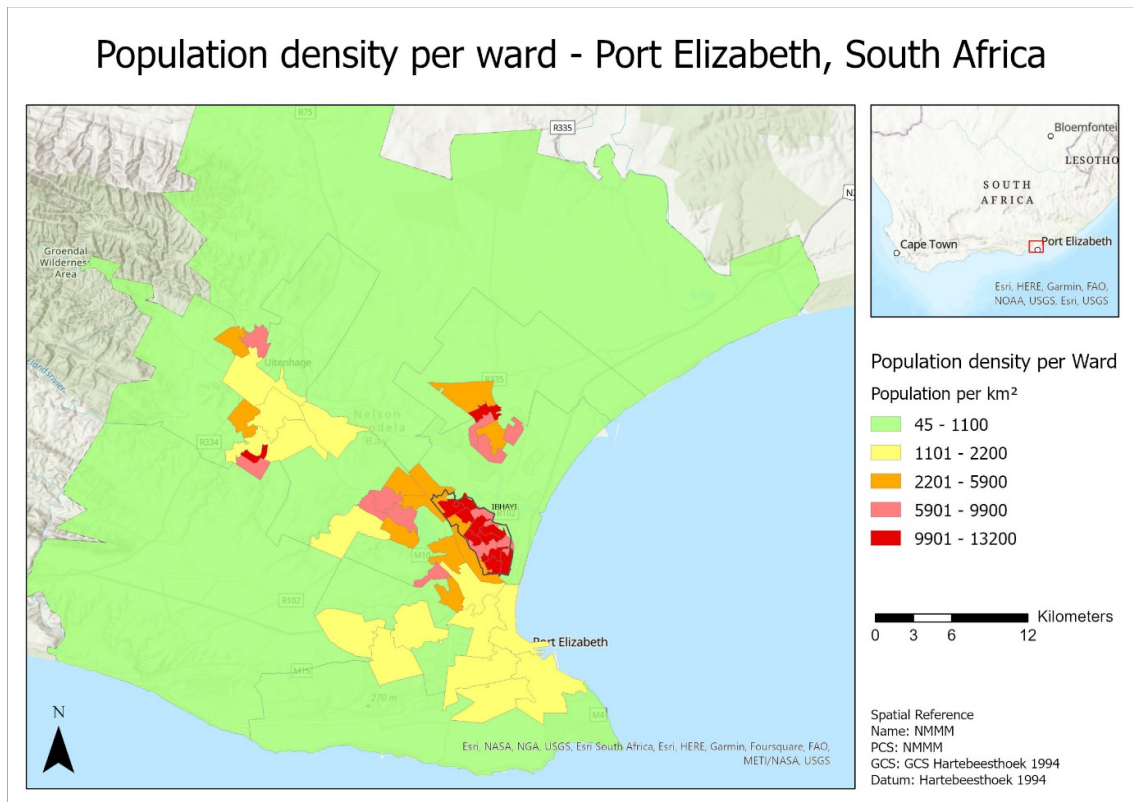 Population density per ward - Port Elizabeth, South Africa
R75
R335
N2
Groendal
Wilderness
Area
Uitenhage
R335
Nelson
Mandela
Bay
R334
IBHAYI
R102
M10
R102
Port Elizabeth
M15
270 m
M4
N
Esri, NASA, NGA, USGS, Esri South Africa, Esri, HERE, Garmin, Foursquare, FAO,
METI/NASA, USGS
Bloemfontei
LESOTHO
SOUTH
AFRICA
Cape Town
Port Elizabeth
Esri, HERE, Garmin, FAO,
NOAA, USGS, Esri, USGS
Population density per Ward
Population per km²
45 - 1100
1101 - 2200
2201 - 5900
5901 - 9900
9901 - 13200
Kilometers
0 3 6 12
Spatial Reference
Name: NMMM
PCS: NMMM
GCS: GCS Hartebeesthoek 1994
Datum: Hartebeesthoek 1994